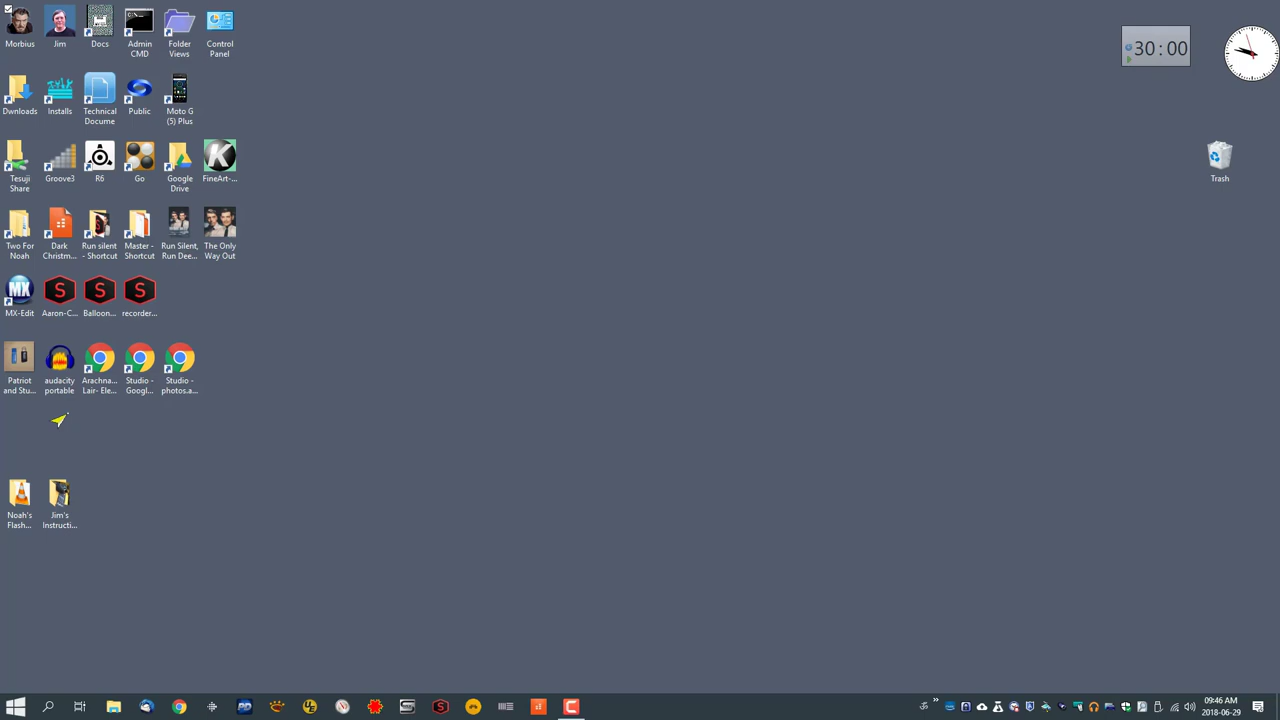 Morbius
Jim
Docs
Admin
CMD
Folder
Views
Control
Panel
30:00
Dwnloads
Installs
Technical
Docume
Public
Moto G
(5) Plus
Tesuji
Share
Groove3
R6
Go
Google
Drive
K
FineArt-...
Trash
Two For
Noah
Dark
Christm...
Run silent
- Shortcut
Master -
Shortcut
Run Silent,
Run Dee...
The Only
Way Out
MX
MX-Edit
S
Aaron-C...
S
Balloon...
S
recorder...
Patriot
and Stu...
audacity
portable
Arachna...
Lair- Ele...
Studio -
Googl...
Studio -
photos.a...
Noah's
Flash...
Jim's
Instructi...
09:46 AM
2018-06-29